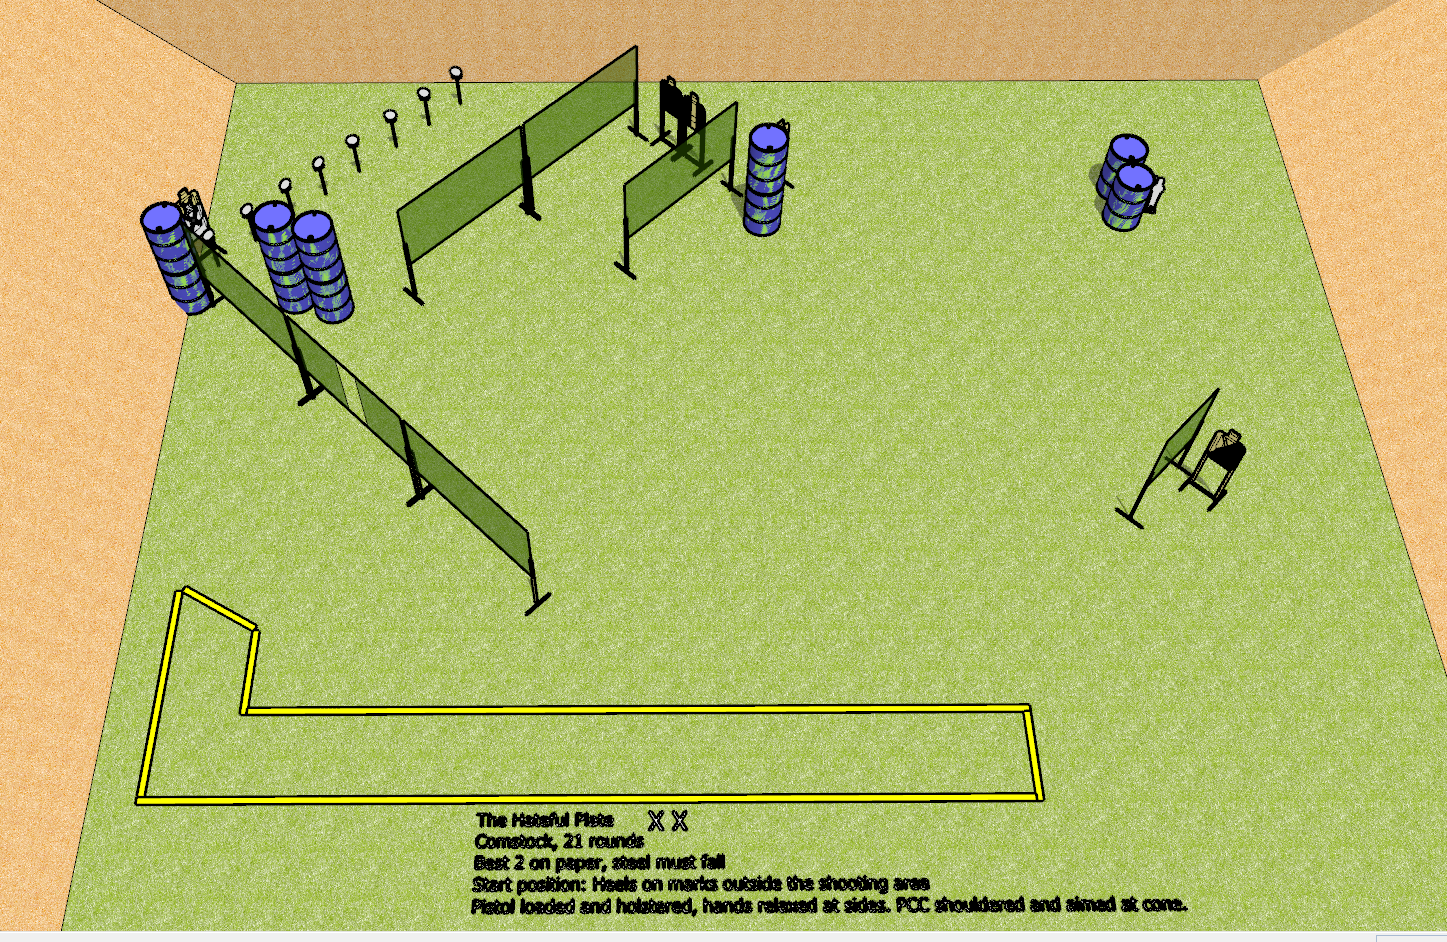 The Hateful Plate X X
Comstock, 21 rounds
Best 2 on paper, steel must fall
Start position: Heels on marks outside the shooting area
Pistol loaded and holstered, hands relaxed at sides. PCC shouldered and aimed at cone.